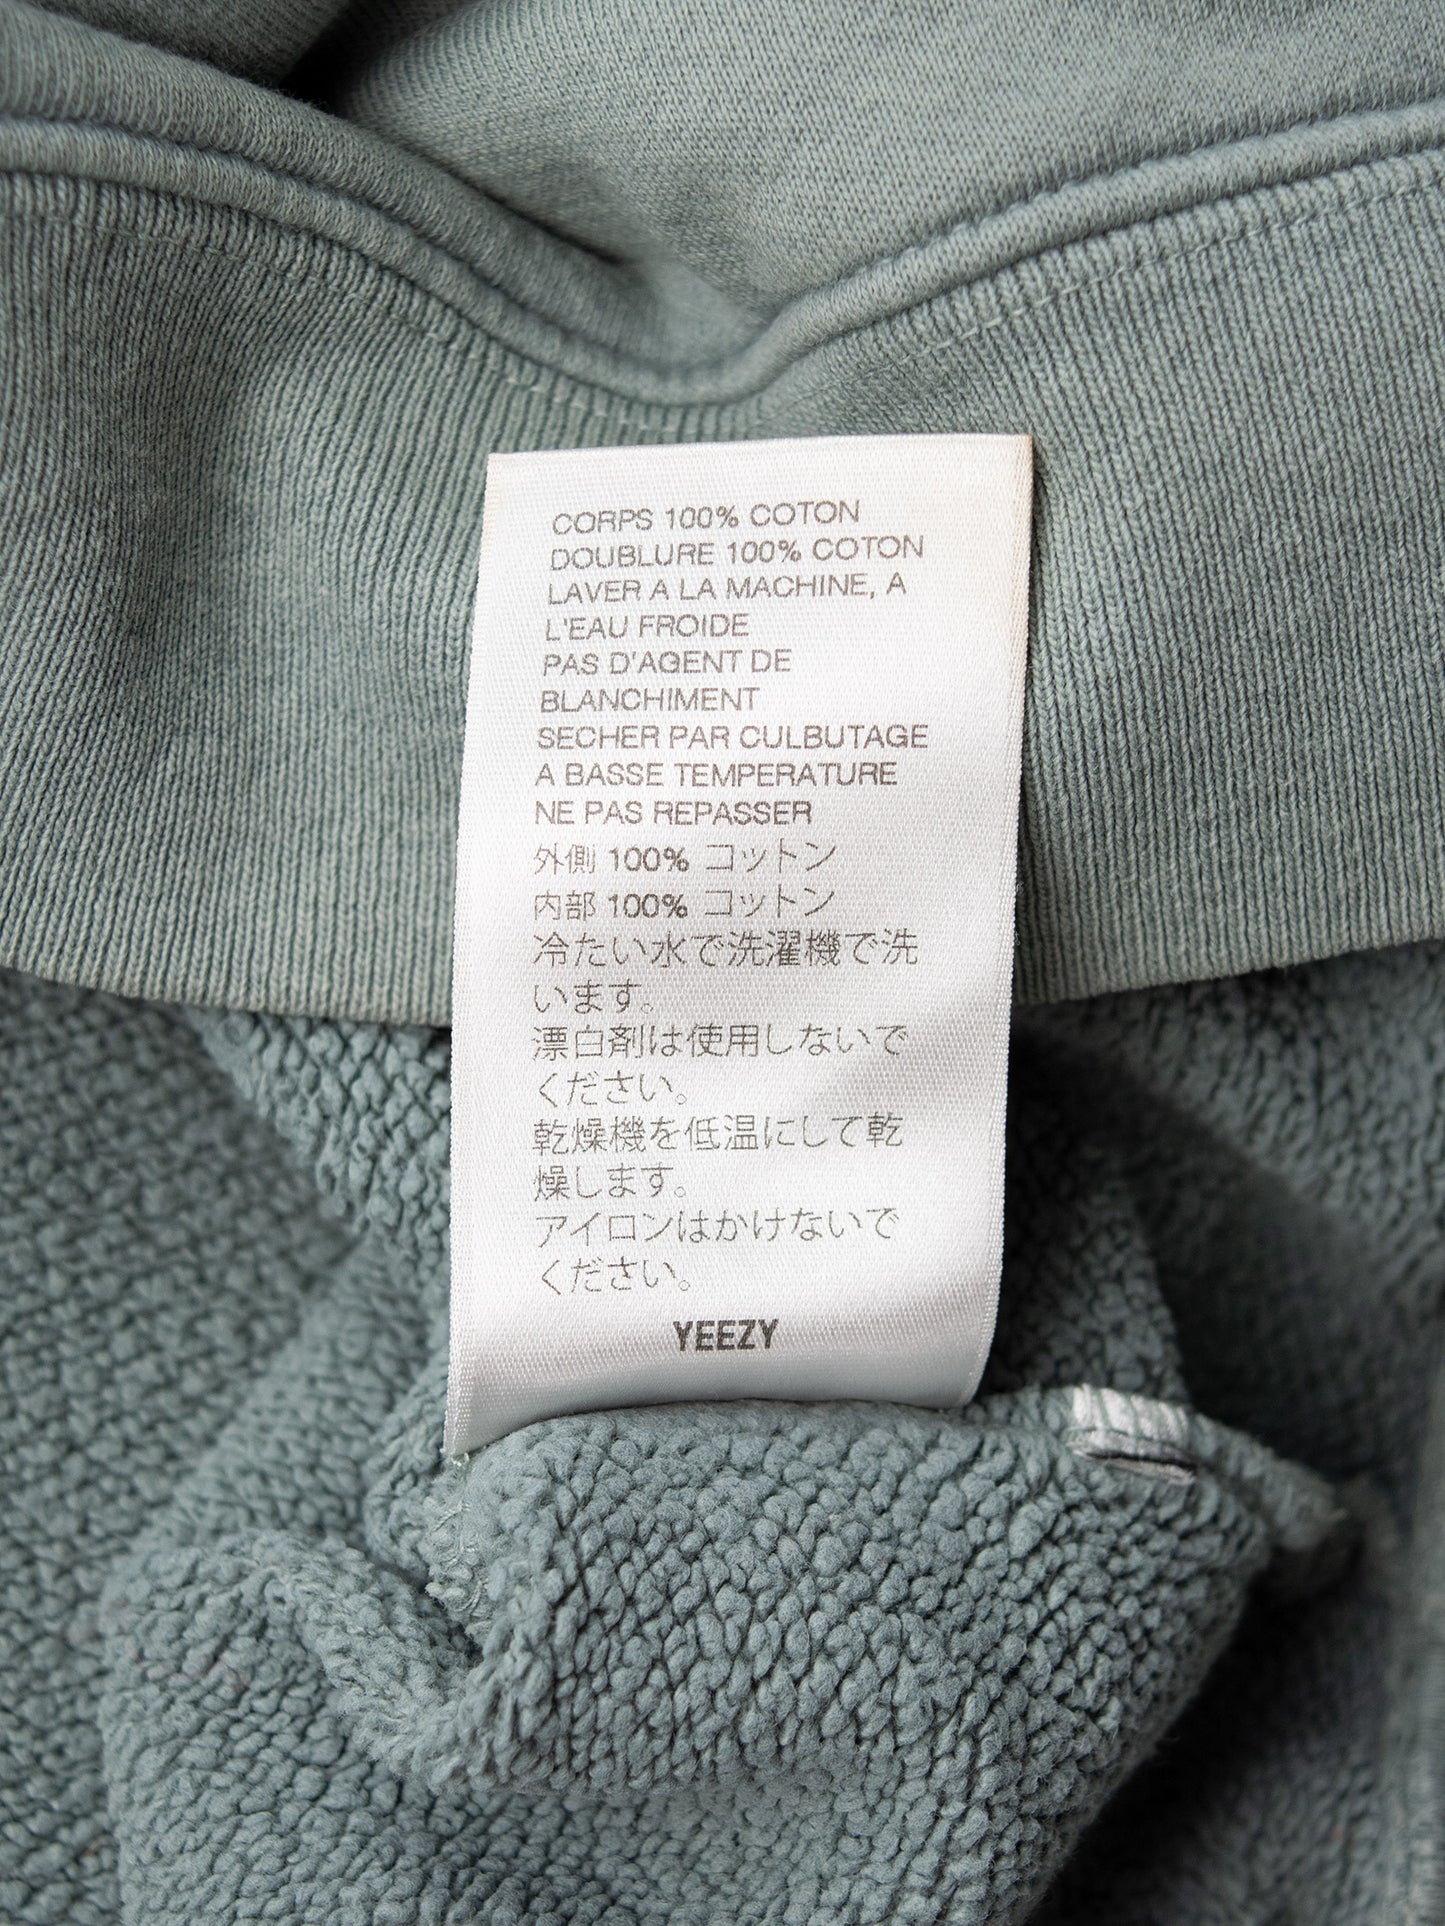 CORPS 100% COTON
DOUBLURE 100% COTON
LAVER A LA MACHINE, A
L'EAU FROIDE
PAS D'AGENT DE
BLANCHIMENT
SECHER PAR CULBUTAGE
A BASSE TEMPERATURE
NE PAS REPASSER
外側 100% コットン
内部 100% コットン
冷たい水で洗濯機で洗
います。
漂白剤は使用しないで
ください。
乾燥機を低温にして乾
燥します。
アイロンはかけないで
ください。
YEEZY